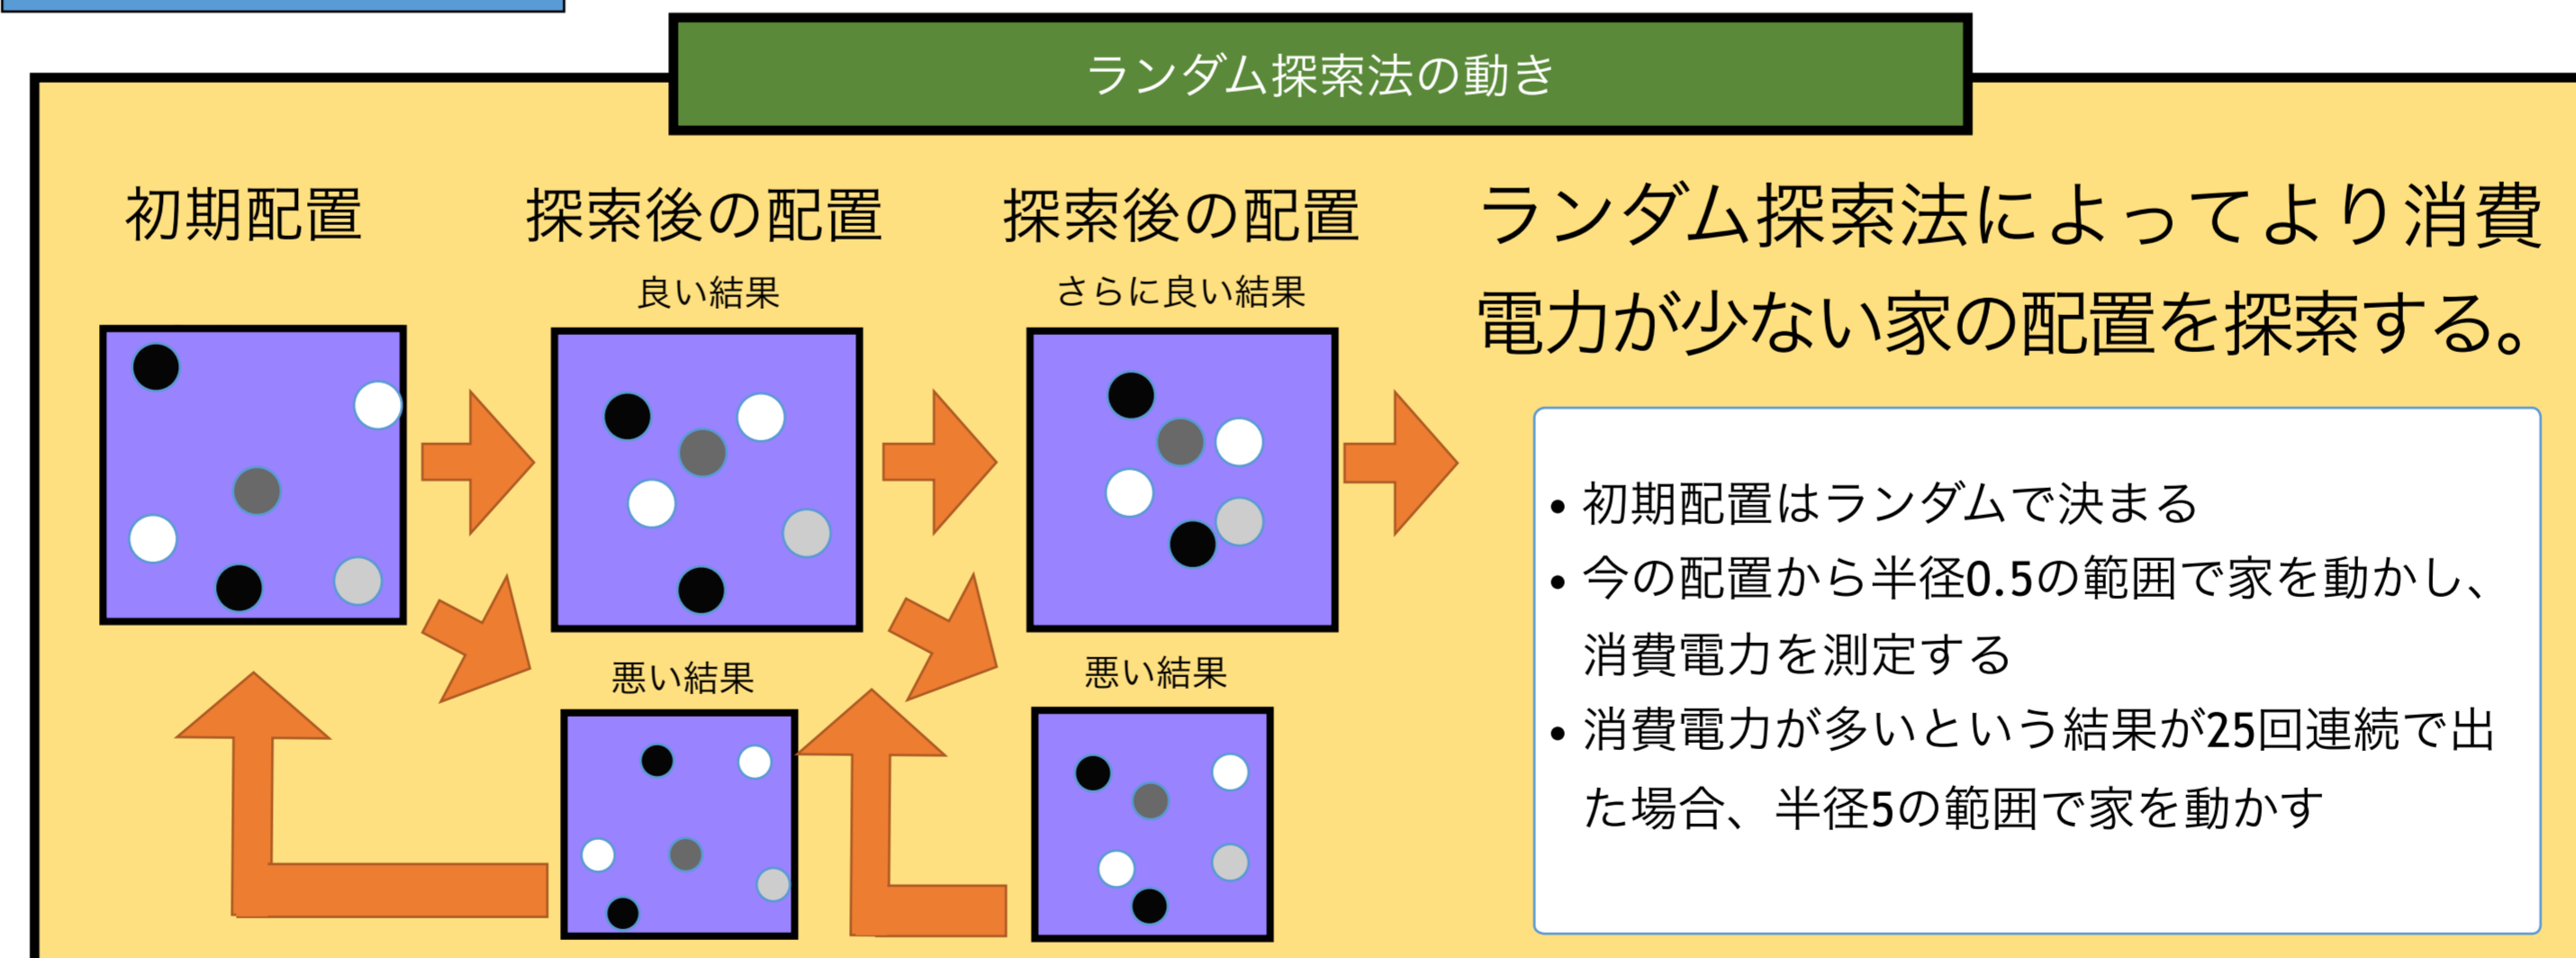 ランダム探索法の動き
初期配置
探索後の配置
良い結果
探索後の配置
さらに良い結果
悪い結果
悪い結果
ランダム探索法によってより消費
電力が少ない家の配置を探索する。
• 初期配置はランダムで決まる
• 今の配置から半径0.5の範囲で家を動かし、
消費電力を測定する
• 消費電力が多いという結果が25回連続で出
た場合、半径5の範囲で家を動かす